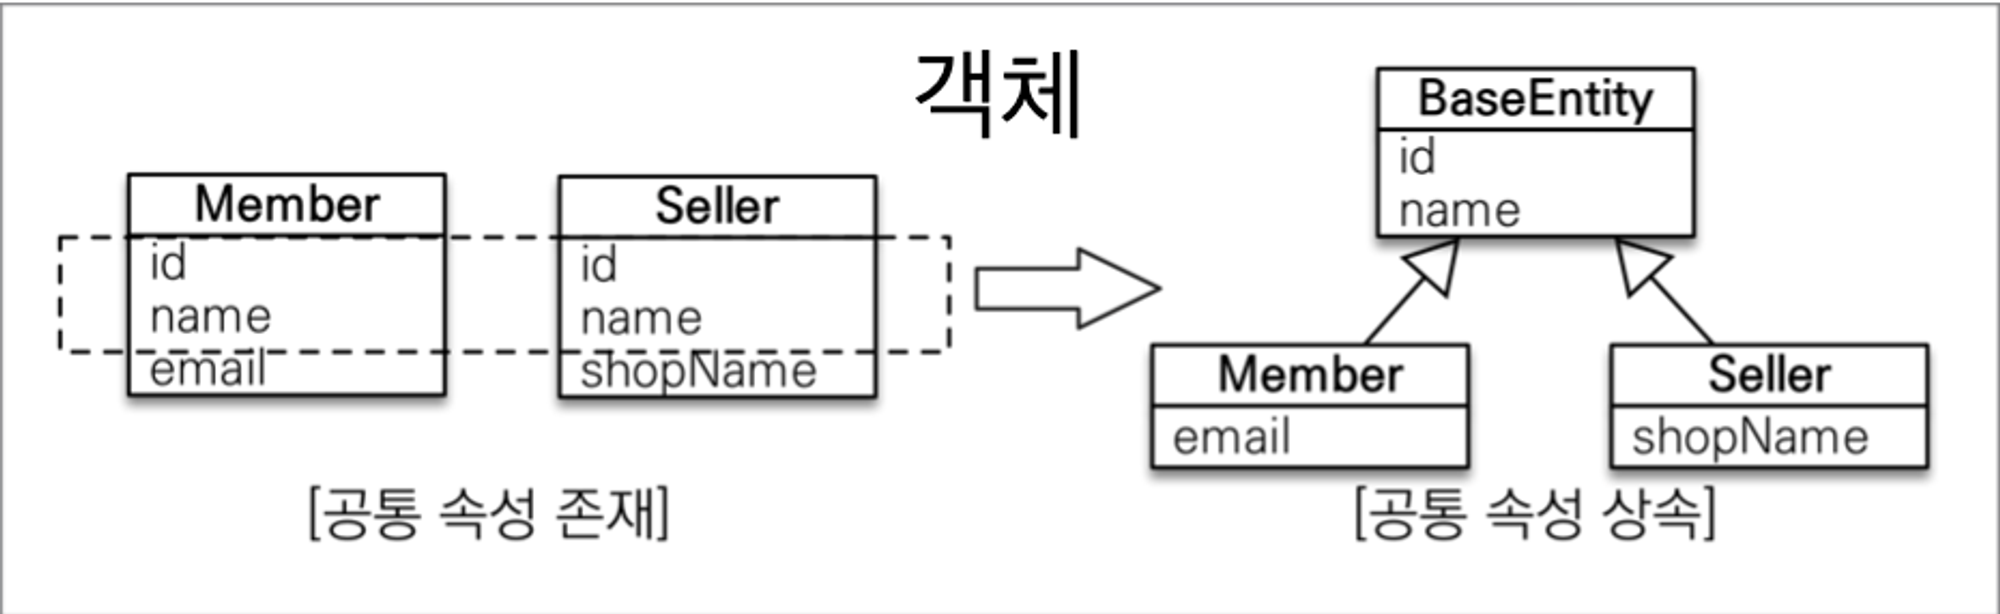 객체
Member
id
name
email
Seller
id
name
shopName
[공통 속성 존재]
BaseEntity
id
name
Member
email
Seller
shopName
[공통 속성 상속]